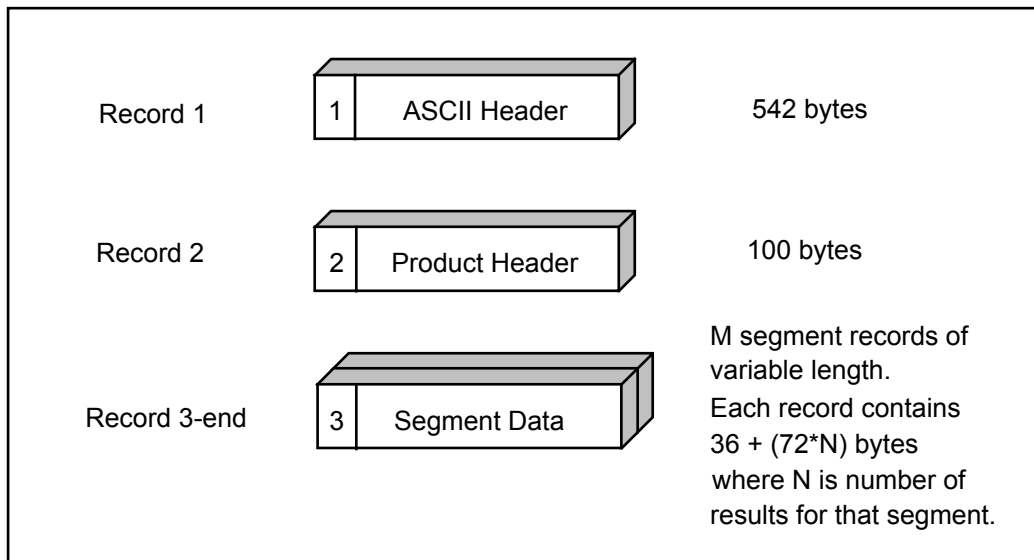 Record 1
1
ASCII Header
542 bytes
Record 2
2
Product Header
100 bytes
Record 3-end
3
Segment Data
M segment records of
variable length.
Each record contains
36 + (72*N) bytes
where N is number of
results for that segment.